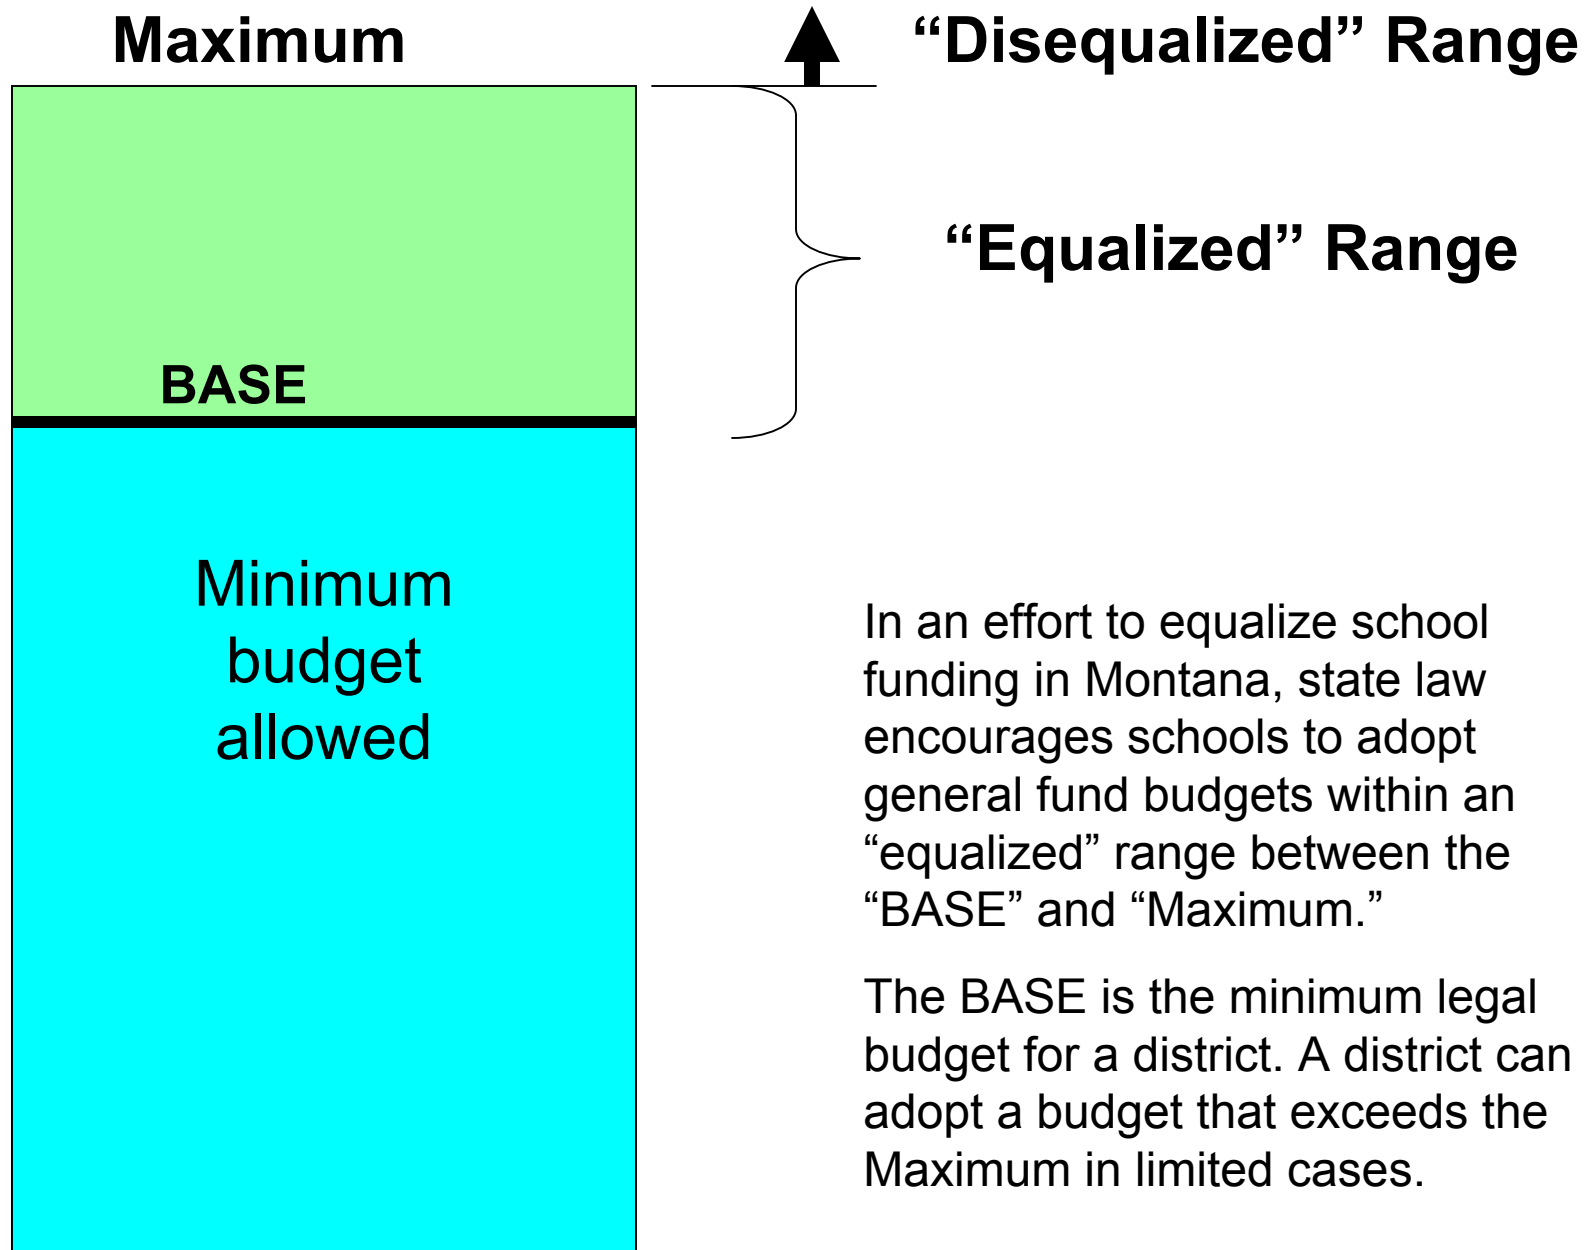 Maximum
“Disequalized” Range
“Equalized” Range
BASE
Minimum
budget
allowed
In an effort to equalize school
funding in Montana, state law
encourages schools to adopt
general fund budgets within an
“equalized” range between the
“BASE” and “Maximum.”
The BASE is the minimum legal
budget for a district. A district can
adopt a budget that exceeds the
Maximum in limited cases.